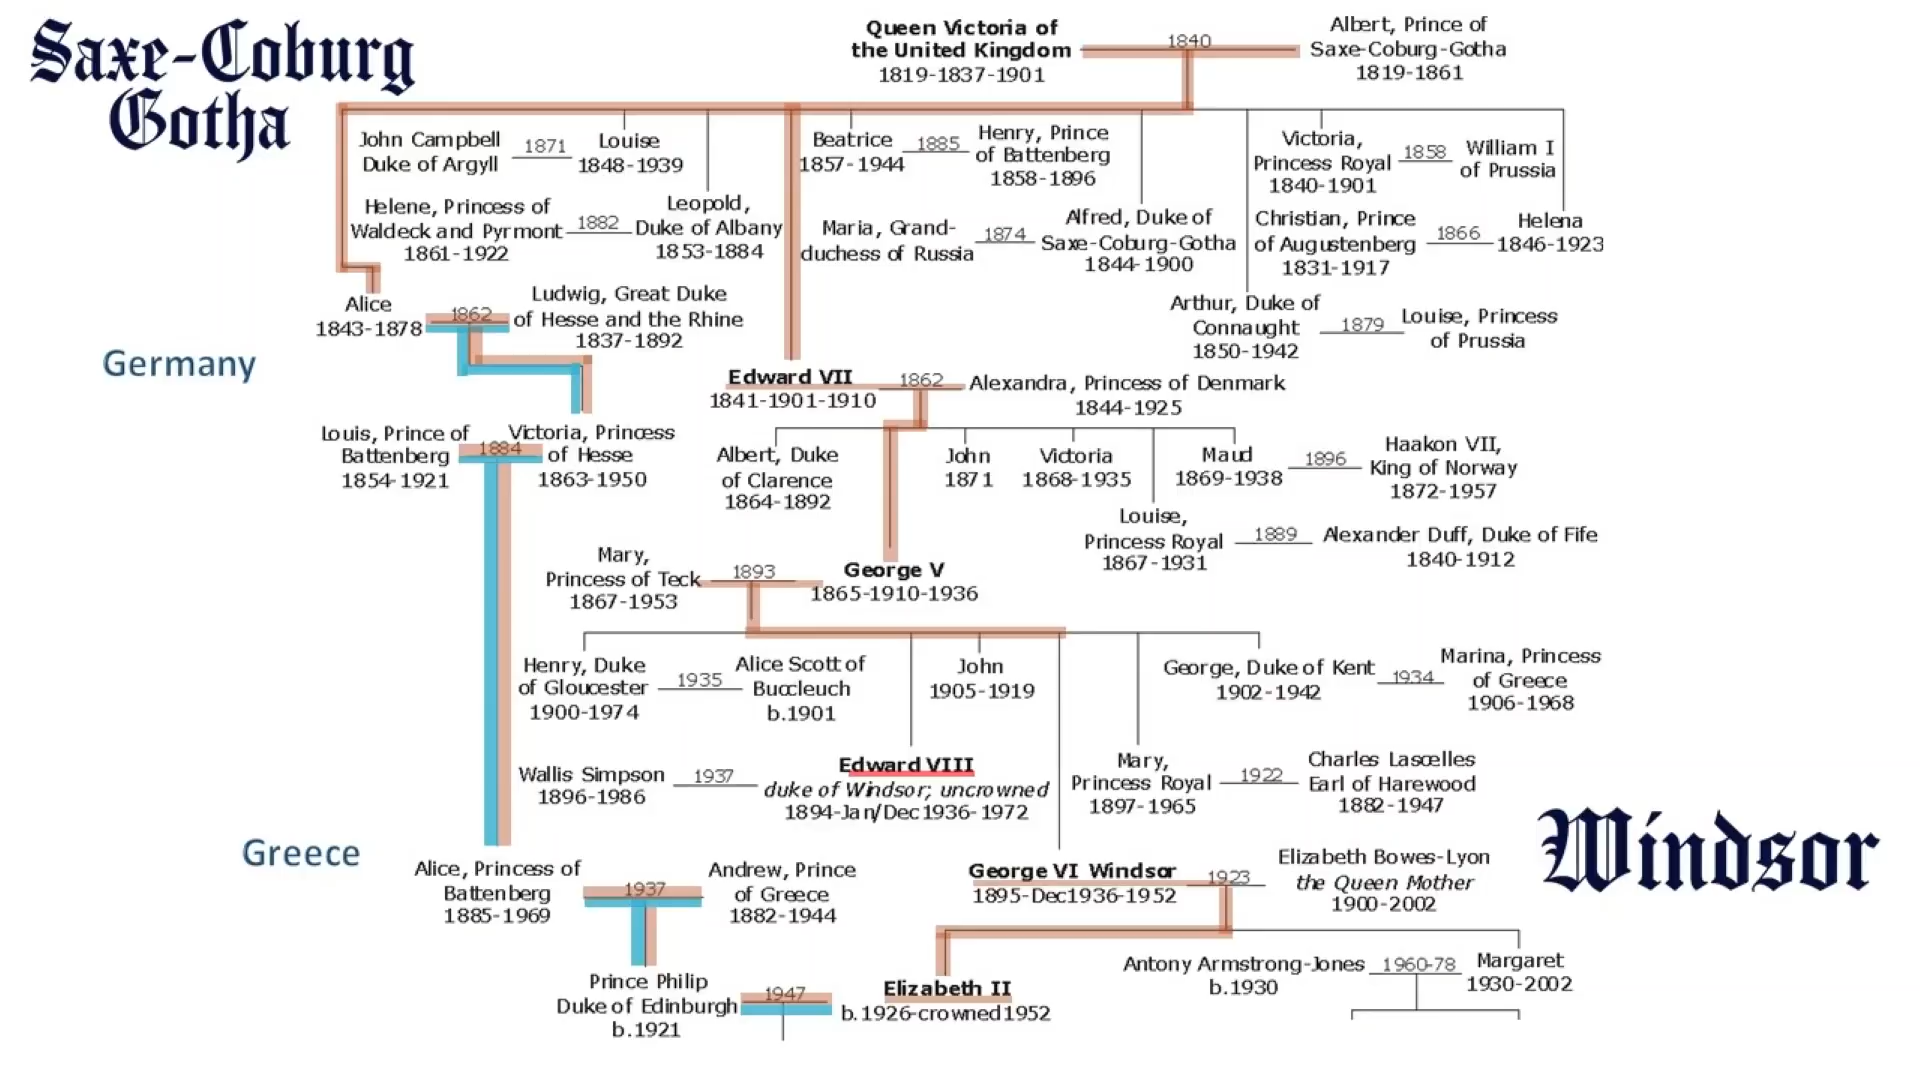 Saxe-Coburg
Gotha
Queen Victoria of
the United Kingdom
1819-1837-1901
1840
Albert, Prince of
Saxe-Coburg-Gotha
1819-1861
John Campbell
Duke of Argyll
1871
Louise
1848-1939
Beatrice
1857-1944
1885
Henry, Prince
of Battenberg
1858-1896
Victoria,
Princess Royal
1840-1901
1858
William I
of Prussia
Helene, Princess of
Waldeck and Pyrmont
1861-1922
1882
Leopold,
Duke of Albany
1853-1884
Maria, Grand-
duchess of Russia
1874
Alfred, Duke of
Saxe-Coburg-Gotha
1844-1900
Christian, Prince
of Augustenberg
1831-1917
1866
Helena
1846-1923
Alice
1843-1878
1862
Ludwig, Great Duke
of Hesse and the Rhine
1837-1892
Arthur, Duke of
Connaught
1850-1942
1879
Louise, Princess
of Prussia
Germany
Edward VII
1841-1901-1910
1862
Alexandra, Princess of Denmark
1844-1925
Louis, Prince of
Battenberg
1854-1921
1884
Victoria, Princess
of Hesse
1863-1950
Albert, Duke
of Clarence
1864-1892
John
1871
Victoria
1868-1935
Maud
1869-1938
1896
Haakon VII,
King of Norway
1872-1957
Louise,
Princess Royal
1867-1931
1889
Alexander Duff, Duke of Fife
1840-1912
Mary,
Princess of Teck
1867-1953
1893
George V
1865-1910-1936
Henry, Duke
of Gloucester
1900-1974
1935
Alice Scott of
Buccleuch
b.1901
John
1905-1919
George, Duke of Kent
1902-1942
1934
Marina, Princess
of Greece
1906-1968
Wallis Simpson
1896-1986
1937
Edward VIII
duke of Windsor; uncrowned
1894-Jan/Dec1936-1972
Mary,
Princess Royal
1897-1965
1922
Charles Lascelles
Earl of Harewood
1882-1947
Windsor
Greece
Alice, Princess of
Battenberg
1885-1969
1937
Andrew, Prince
of Greece
1882-1944
George VI Windsor
1895-Dec1936-1952
1923
Elizabeth Bowes-Lyon
the Queen Mother
1900-2002
Prince Philip
Duke of Edinburgh
b.1921
1947
Elizabeth II
b.1926-crowned1952
Antony Armstrong-Jones
b.1930
1960-78
Margaret
1930-2002